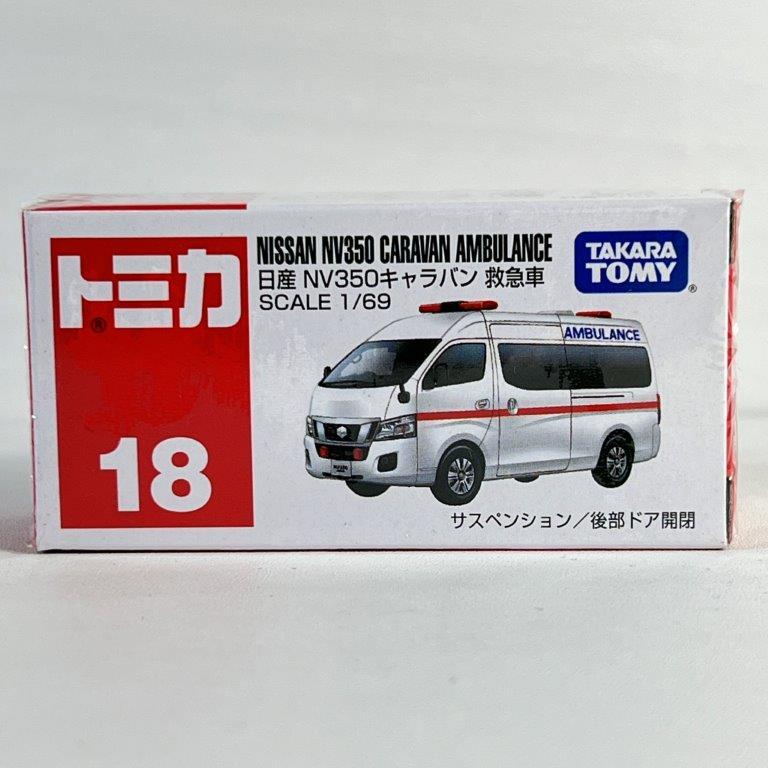 トミカ
®
18
NISSAN NV350 CARAVAN AMBULANCE
日産 NV350キャラバン 救急車
SCALE 1/69
TAKARA
TOMY
®
AMBULANCE
サスペンション／後部ドア開閉